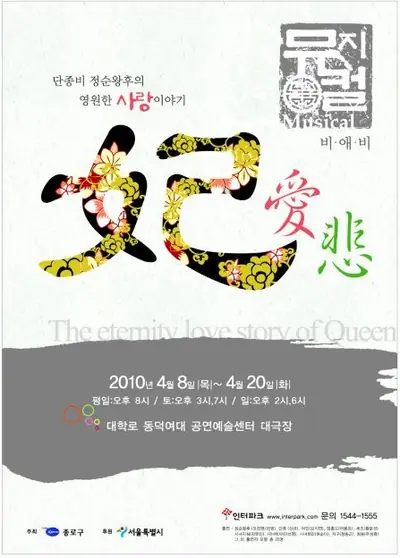 단종비 정순왕후의
영원한 사랑이야기
뮤지컬
Musical
비·애·비
妃
愛
悲
The eternity love story of Queen
2010년 4월 8일|목|~ 4월 20일|화|
평일:오후 8시 / 토:오후 3시,7시 / 일:오후 2시,6시
대학로 동덕여대 공연예술센터 대극장
인터파크 www.interpark.com 문의 1544-1555
주최 종로구 후원 서울특별시